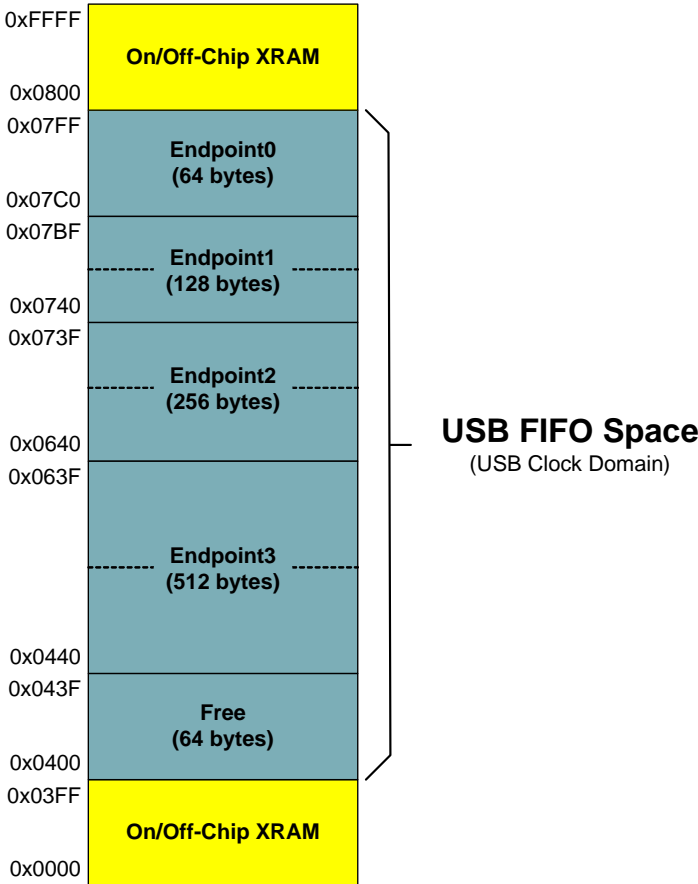 0xFFFF
On/Off-Chip XRAM
0x0800
0x07FF
Endpoint0
(64 bytes)
0x07C0
0x07BF
Endpoint1
(128 bytes)
0x0740
0x073F
Endpoint2
(256 bytes)
0x0640
0x063F
Endpoint3
(512 bytes)
0x0440
0x043F
Free
(64 bytes)
0x0400
0x03FF
On/Off-Chip XRAM
0x0000
USB FIFO Space
(USB Clock Domain)